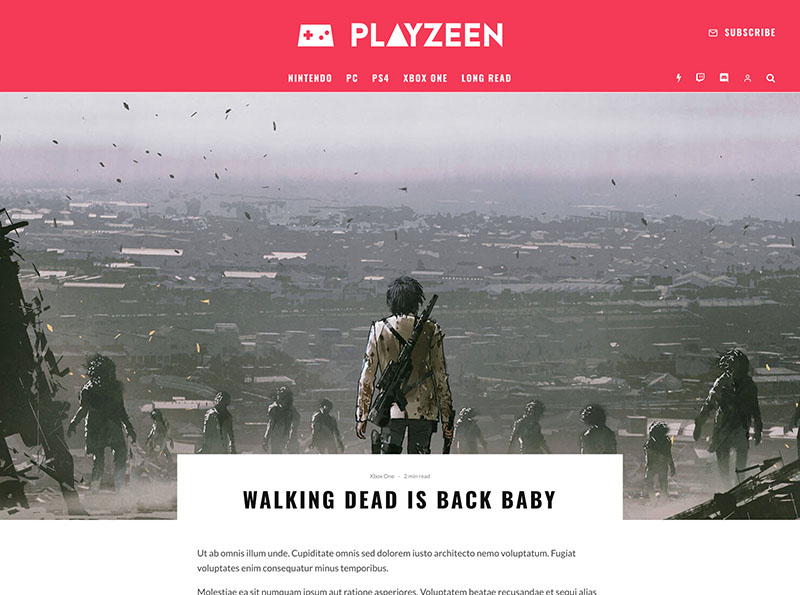 PLAYZEEN
SUBSCRIBE
NINTENDO PC PS4 XBOX ONE LONG READ
Xbox One - 2 min read
WALKING DEAD IS BACK BABY
Ut ab omnis illum unde. Cupiditate omnis sed dolorem iusto architecto nemo voluptatum. Fugiat
voluptates enim consequatur minus temporibus.
Molestiae ea sit numquam ipsum aut ratione asperiores. Voluptatem beatae recusandae et sequi alias